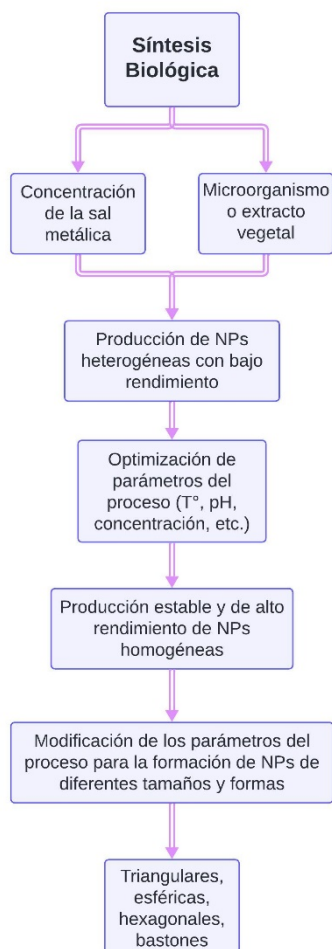 Síntesis
Biológica
Concentración
de la sal
metálica
Microorganismo
o extracto
vegetal
Producción de NPs
heterogéneas con bajo
rendimiento
Optimización de
parámetros del
proceso (T°, pH,
concentración, etc.)
Producción estable y de alto
rendimiento de NPs
homogéneas
Modificación de los parámetros del
proceso para la formación de NPs de
diferentes tamaños y formas
Triangulares,
esféricas,
hexagonales,
bastones